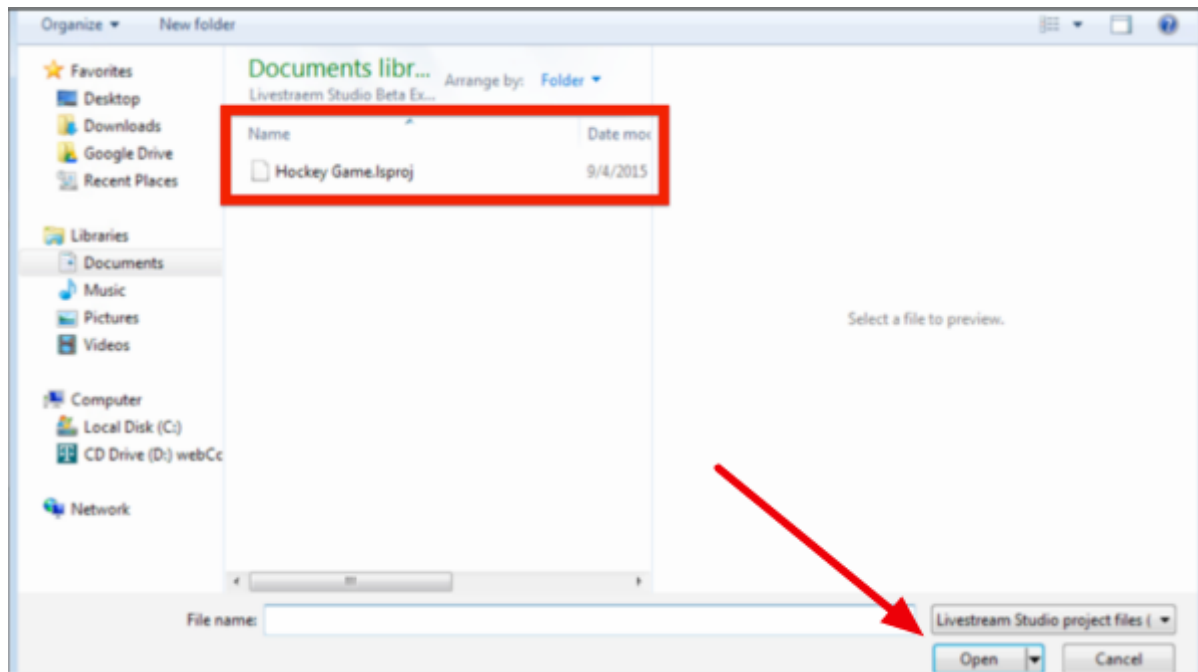 Organize New folder
Favorites
Desktop
Downloads
Google Drive
Recent Places
Libraries
Documents
Music
Pictures
Videos
Computer
Local Disk (C:)
CD Drive (D:) webCc
Network
Documents libr...
Livestraem Studio Beta Ex...
Arrange by: Folder
Name Date mod
Hockey Game.lsproj 9/4/2015
Select a file to preview.
File name:
Livestream Studio project files (
Open Cancel